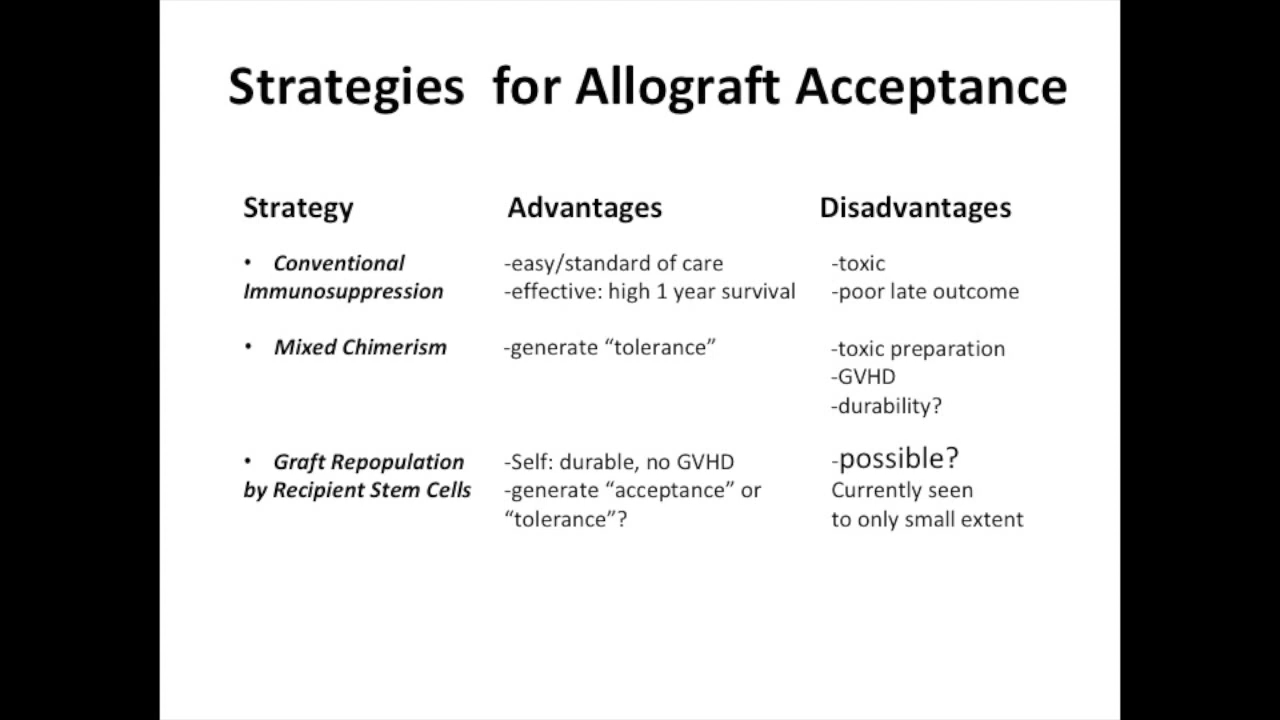 Strategies for Allograft Acceptance
Strategy Advantages Disadvantages
• Conventional -easy/standard of care -toxic
Immunosuppression -effective: high 1 year survival -poor late outcome
• Mixed Chimerism -generate “tolerance” -toxic preparation
-GVHD
-durability?
• Graft Repopulation -Self: durable, no GVHD -possible?
by Recipient Stem Cells -generate “acceptance” or Currently seen
“tolerance”? to only small extent